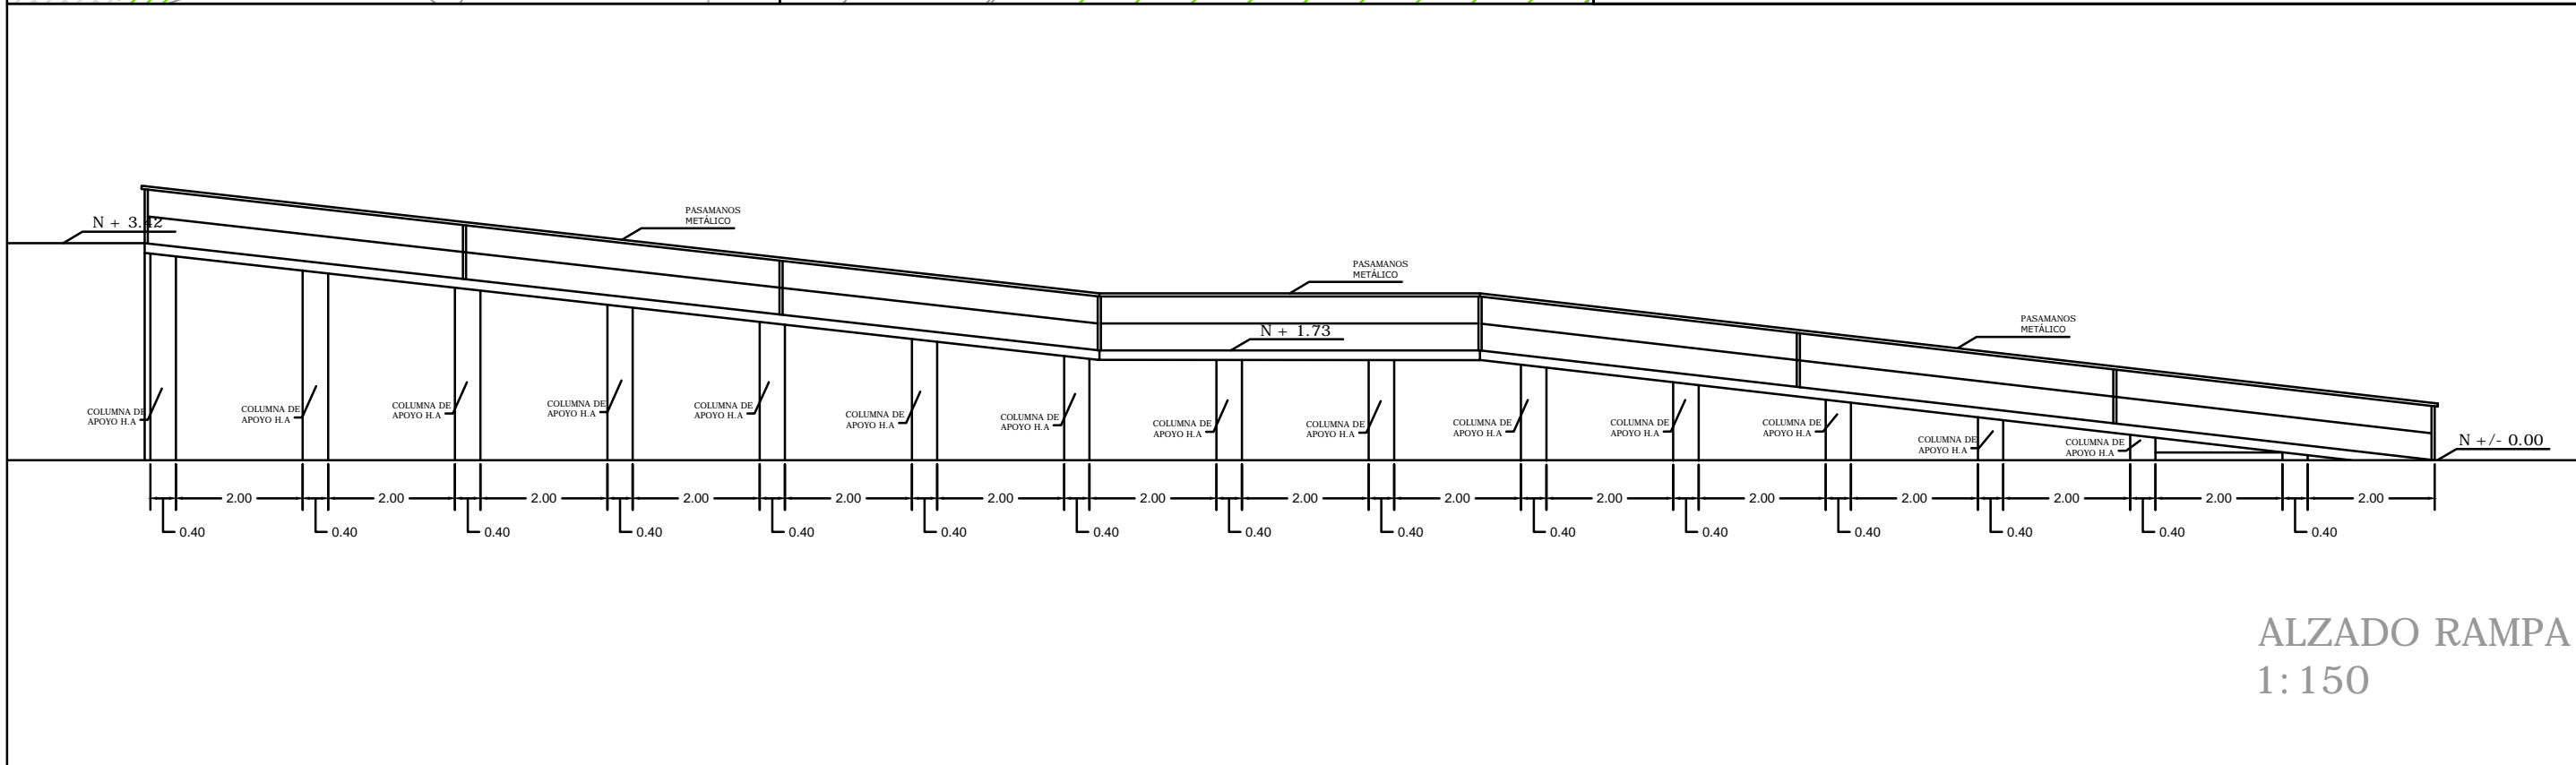 PASAMANOS
METÁLICO
N + 3.42
PASAMANOS
METÁLICO
PASAMANOS
METÁLICO
N + 1.73
COLUMNA DE
APOYO H.A
COLUMNA DE
APOYO H.A
COLUMNA DE
APOYO H.A
COLUMNA DE
APOYO H.A
COLUMNA DE
APOYO H.A
COLUMNA DE
APOYO H.A
COLUMNA DE
APOYO H.A
COLUMNA DE
APOYO H.A
COLUMNA DE
APOYO H.A
COLUMNA DE
APOYO H.A
COLUMNA DE
APOYO H.A
COLUMNA DE
APOYO H.A
COLUMNA DE
APOYO H.A
COLUMNA DE
APOYO H.A
N +/- 0.00
2.00 2.00 2.00 2.00 2.00 2.00 2.00 2.00 2.00 2.00 2.00 2.00 2.00 2.00 2.00
0.40 0.40 0.40 0.40 0.40 0.40 0.40 0.40 0.40 0.40 0.40 0.40 0.40 0.40 0.40
ALZADO RAMPA
1:150